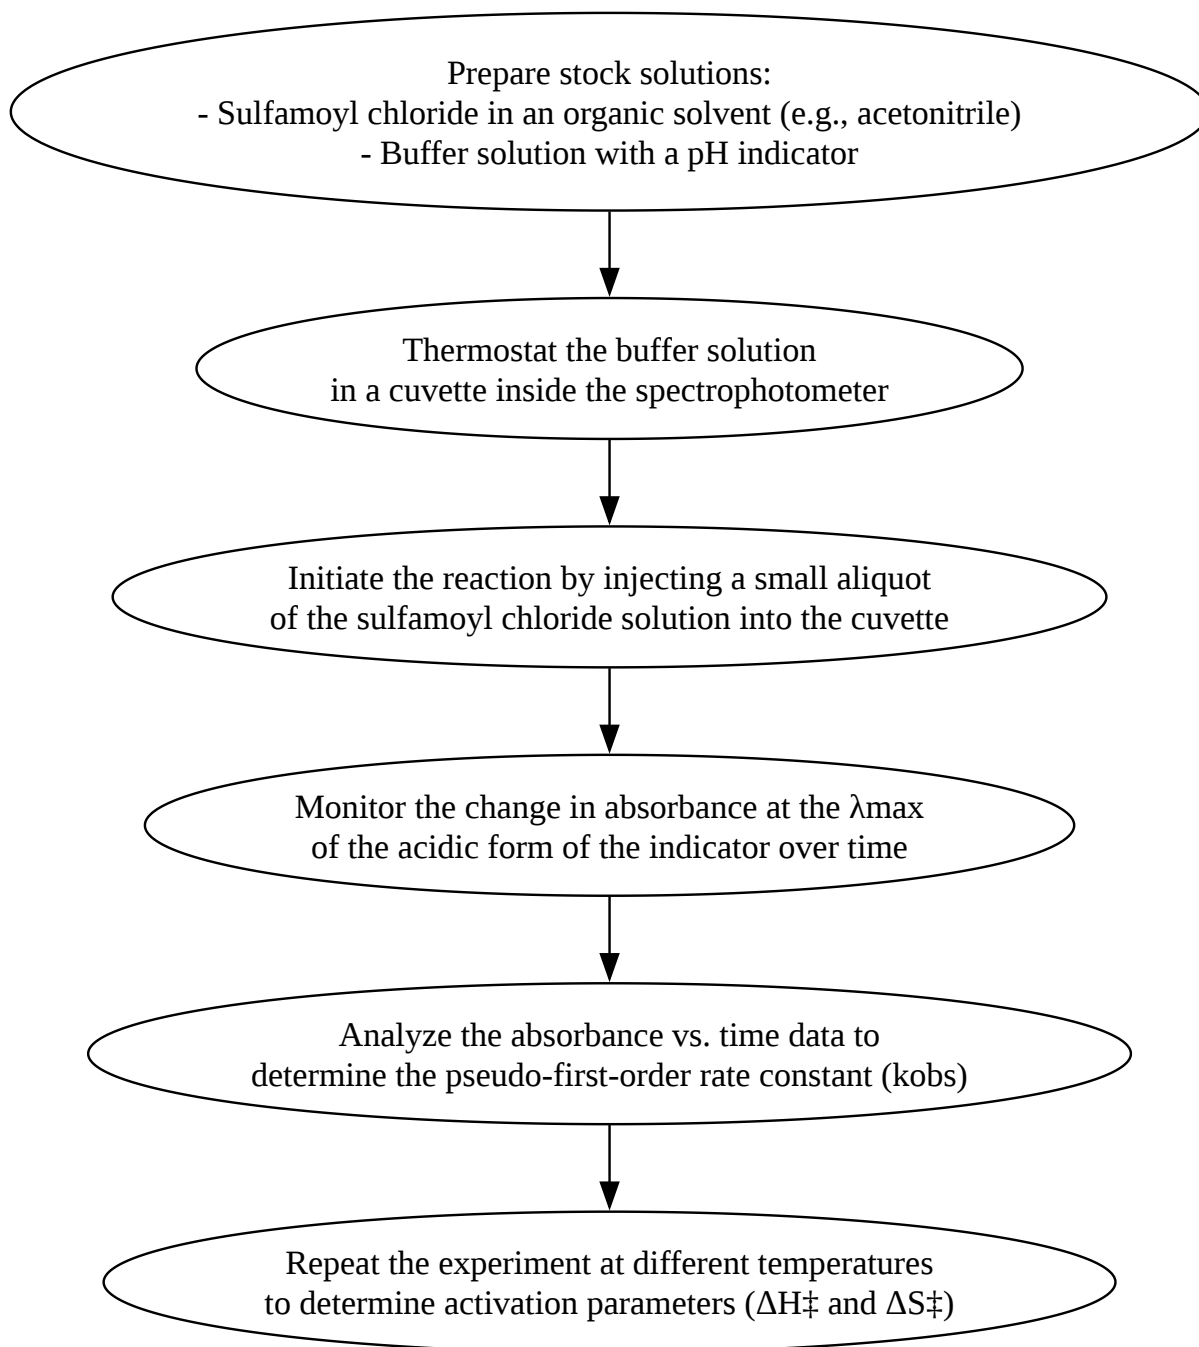 Prepare stock solutions:
- Sulfamoyl chloride in an organic solvent (e.g., acetonitrile)
- Buffer solution with a pH indicator
Thermostat the buffer solution
in a cuvette inside the spectrophotometer
Initiate the reaction by injecting a small aliquot
of the sulfamoyl chloride solution into the cuvette
Monitor the change in absorbance at the λmax
of the acidic form of the indicator over time
Analyze the absorbance vs. time data to
determine the pseudo-first-order rate constant (kobs)
Repeat the experiment at different temperatures
to determine activation parameters (ΔH‡ and ΔS‡)